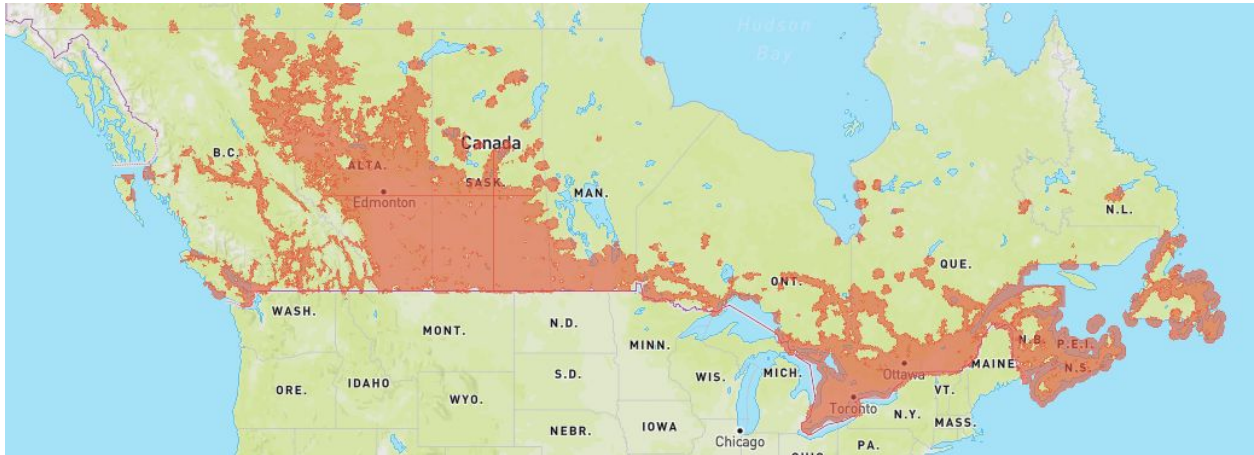 Hudson
Bay
Canada
B.C.
ALTA.
SASK.
Edmonton
MAN.
N.L.
QUE.
ONT.
WASH.
MONT.
N.D.
MINN.
N.B.
P.E.I.
N.S.
Ottawa
MAINE
ORE.
IDAHO
S.D.
WIS.
MICH.
VT.
Toronto
WYO.
N.Y.
MASS.
NEBR.
IOWA
Chicago
PA.
OHIO